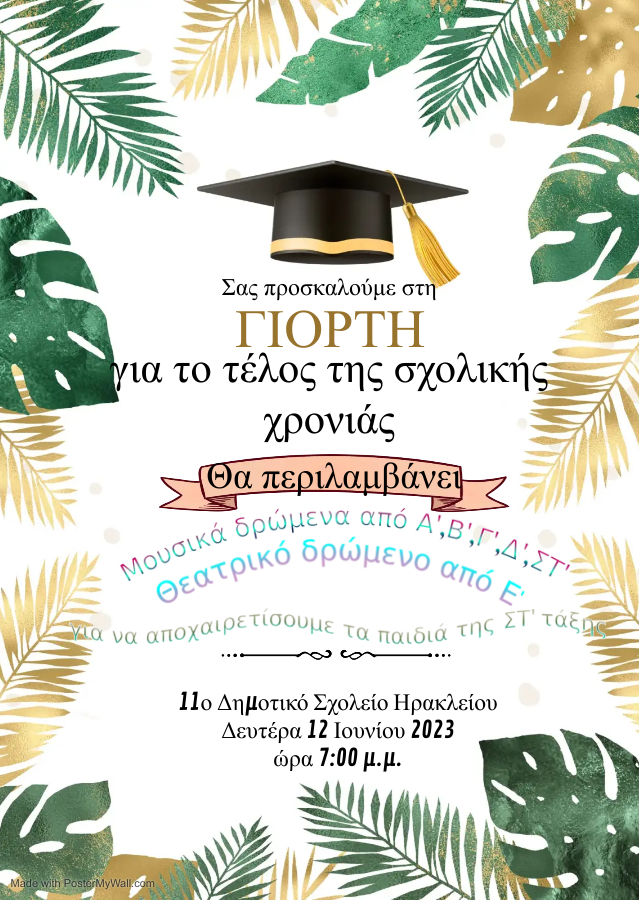 Σας προσκαλούμε στη
ΓΙΟΡΤΗ
για το τέλος της σχολικής
χρονιάς
Θα περιλαμβάνει
Μουσικά δρώμενα από Α',Β',Γ',Δ',ΣΤ'
Θεατρικό δρώμενο από Ε'
για να αποχαιρετίσουμε τα παιδιά της ΣΤ' τάξης
11ο Δημοτικό Σχολείο Ηρακλείου
Δευτέρα 12 Ιουνίου 2023
ώρα 7:00 μ.μ.
Made with PosterMyWall.com